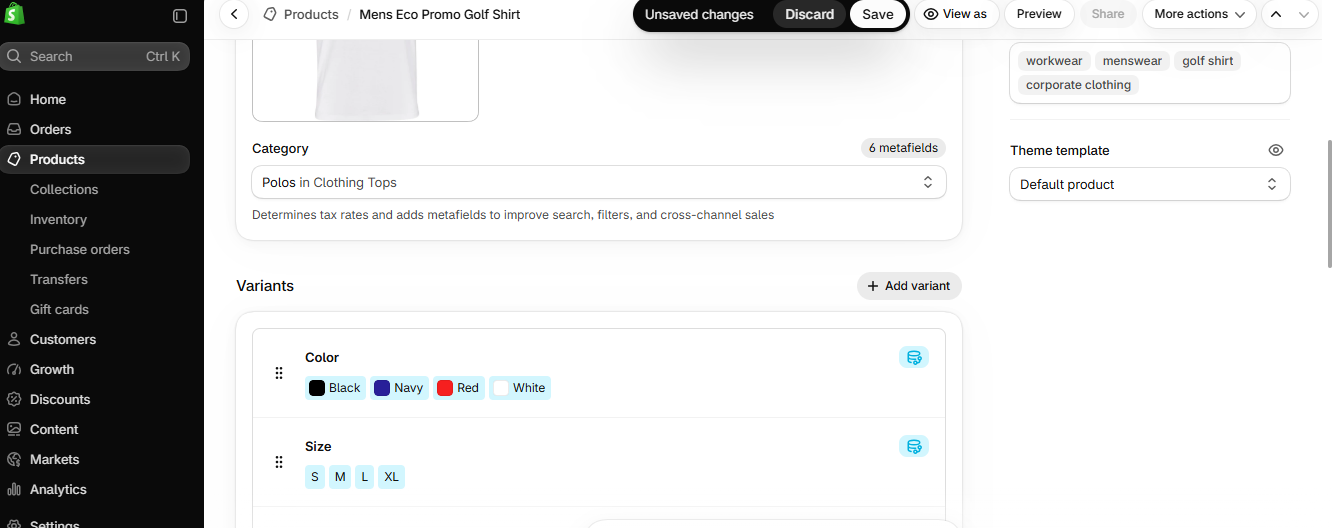 Products / Mens Eco Promo Golf Shirt
Unsaved changes
Discard
Save
View as
Preview
Share
More actions
Search
Ctrl K
Home
Orders
Products
Collections
Inventory
Purchase orders
Transfers
Gift cards
Customers
Growth
Discounts
Content
Markets
Analytics
Settings
Category
6 metafields
Polos in Clothing Tops
Determines tax rates and adds metafields to improve search, filters, and cross-channel sales
Variants
Add variant
Color
Black Navy Red White
Size
S M L XL
workwear menswear golf shirt
corporate clothing
Theme template
Default product